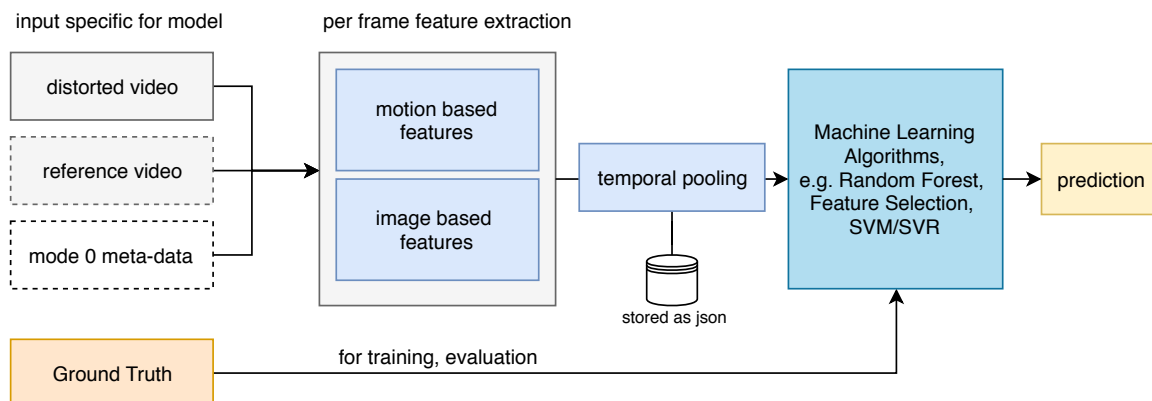 input specific for model
per frame feature extraction
distorted video
reference video
mode 0 meta-data
Ground Truth
motion based
features
image based
features
temporal pooling
stored as json
Machine Learning
Algorithms,
e.g. Random Forest,
Feature Selection,
SVM/SVR
prediction
for training, evaluation